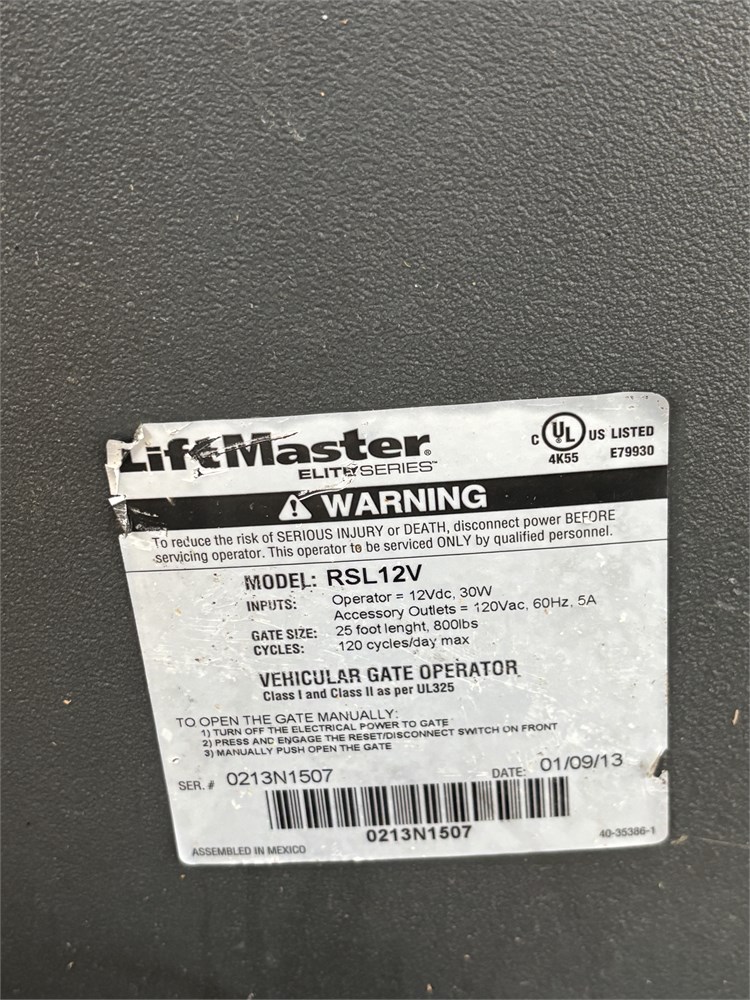 LiftMaster®
ELITE SERIES™
C UL US LISTED
4K55 E79930
WARNING
To reduce the risk of SERIOUS INJURY or DEATH, disconnect power BEFORE
servicing operator. This operator to be serviced ONLY by qualified personnel.
MODEL: RSL12V
INPUTS: Operator = 12Vdc, 30W
Accessory Outlets = 120Vac, 60Hz, 5A
GATE SIZE: 25 foot lenght, 800lbs
CYCLES: 120 cycles/day max
VEHICULAR GATE OPERATOR
Class I and Class II as per UL325
TO OPEN THE GATE MANUALLY:
1) TURN OFF THE ELECTRICAL POWER TO GATE
2) PRESS AND ENGAGE THE RESET/DISCONNECT SWITCH ON FRONT
3) MANUALLY PUSH OPEN THE GATE
SER. # 0213N1507 DATE: 01/09/13
0213N1507
ASSEMBLED IN MEXICO 40-35386-1